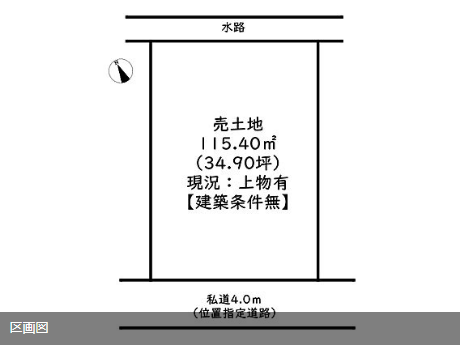 水路
N
売土地
115.40㎡
(34.90坪)
現況：上物有
【建築条件無】
私道4.0m
(位置指定道路)
区画図